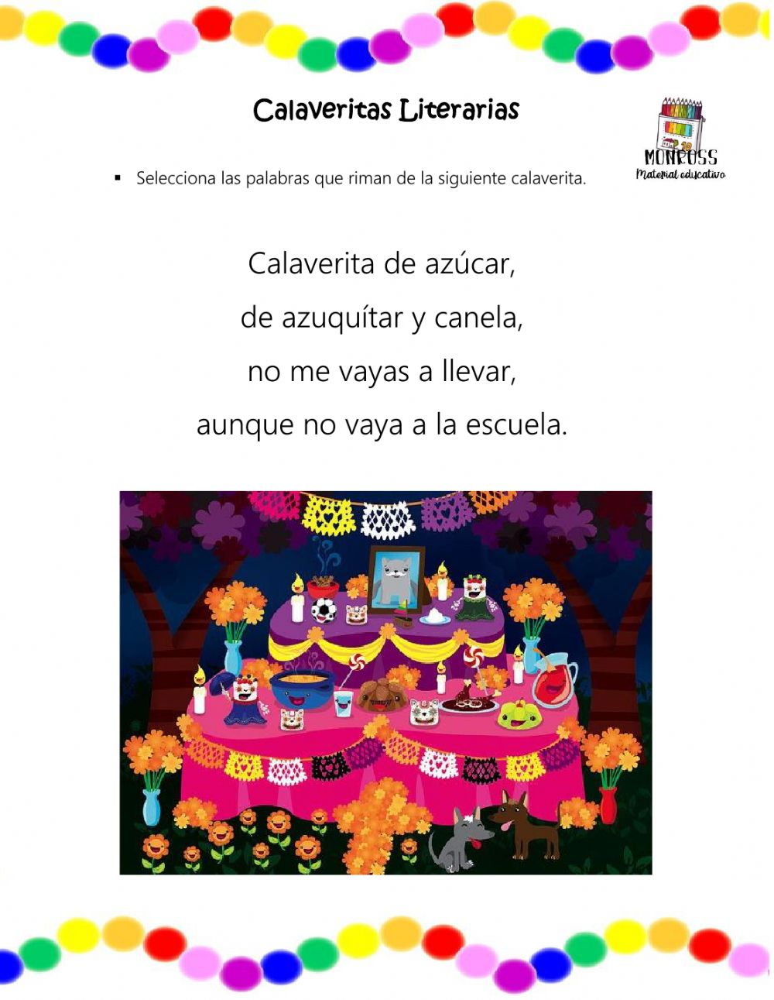 Calaveritas Literarias
MONROSS
Material educativo
▪ Selecciona las palabras que riman de la siguiente calaverita.
Calaverita de azúcar,
de azuquítar y canela,
no me vayas a llevar,
aunque no vaya a la escuela.